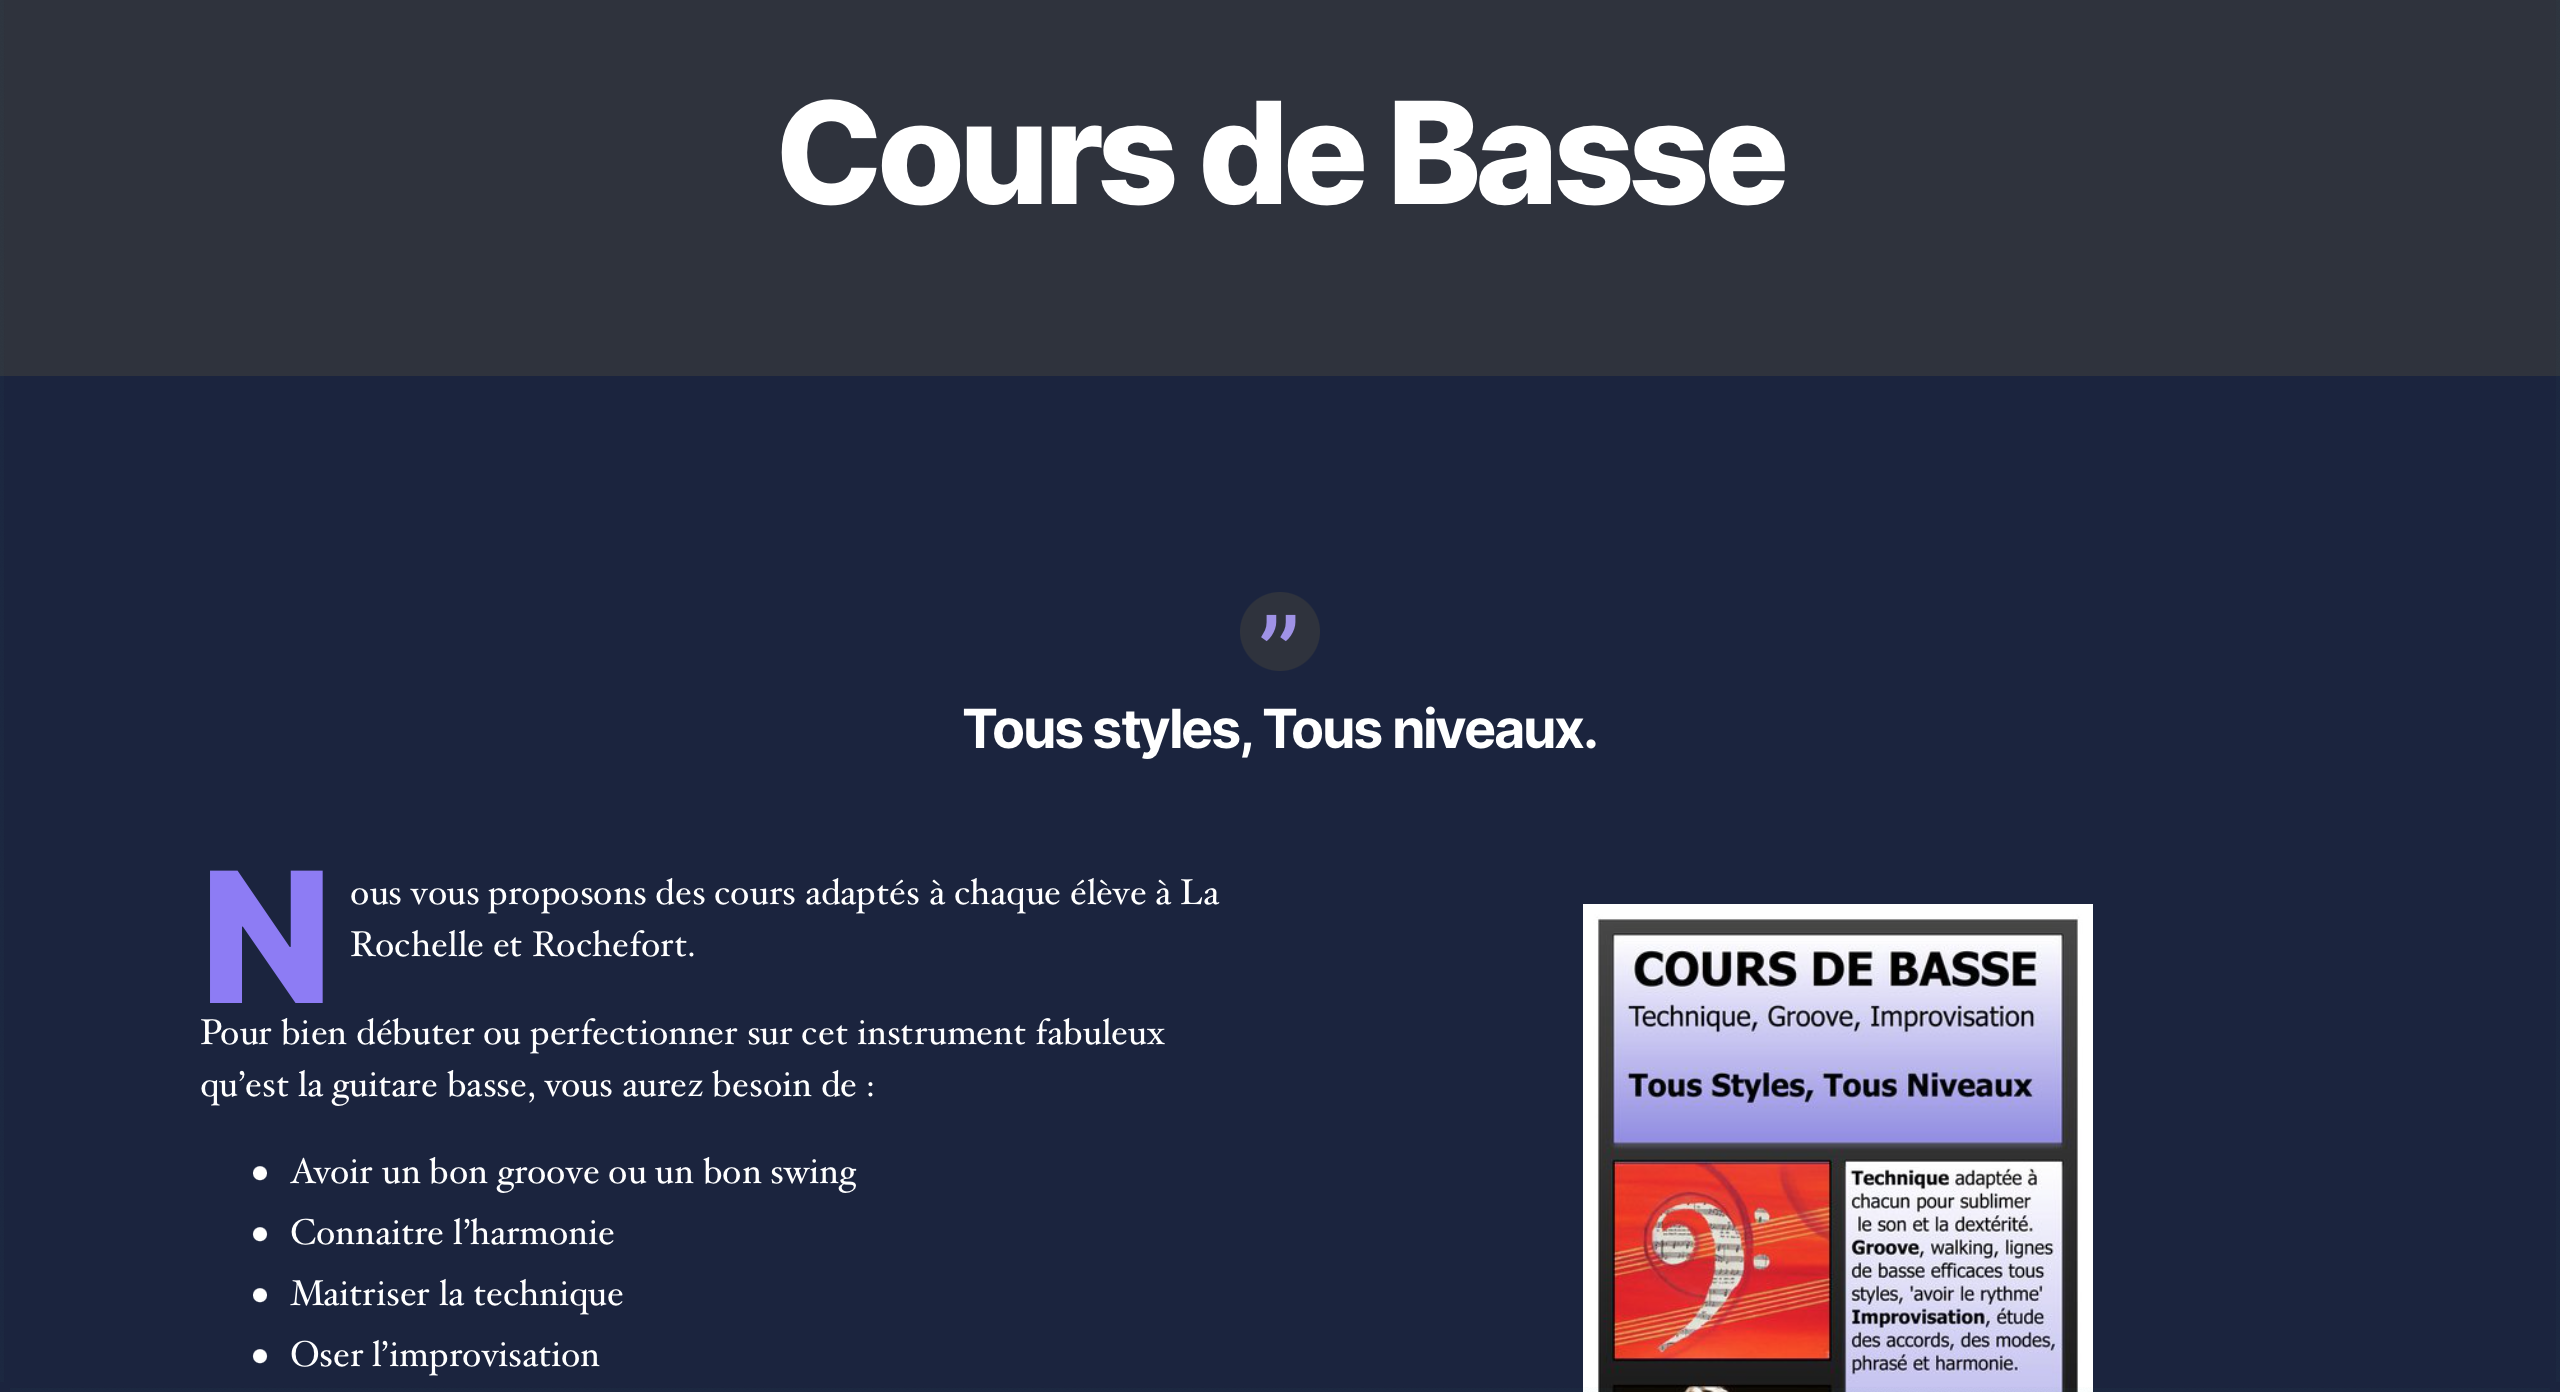 Cours de Basse
”
Tous styles, Tous niveaux.
Nous vous proposons des cours adaptés à chaque élève à La
Rochelle et Rochefort.
Pour bien débuter ou perfectionner sur cet instrument fabuleux
qu’est la guitare basse, vous aurez besoin de :
• Avoir un bon groove ou un bon swing
• Connaitre l’harmonie
• Maitriser la technique
• Oser l’improvisation
COURS DE BASSE
Technique, Groove, Improvisation
Tous Styles, Tous Niveaux
Technique adaptée à
chacun pour sublimer
le son et la dextérité.
Groove, walking, lignes
de basse efficaces tous
styles, 'avoir le rythme'
Improvisation, étude
des accords, des modes,
phrasé et harmonie.